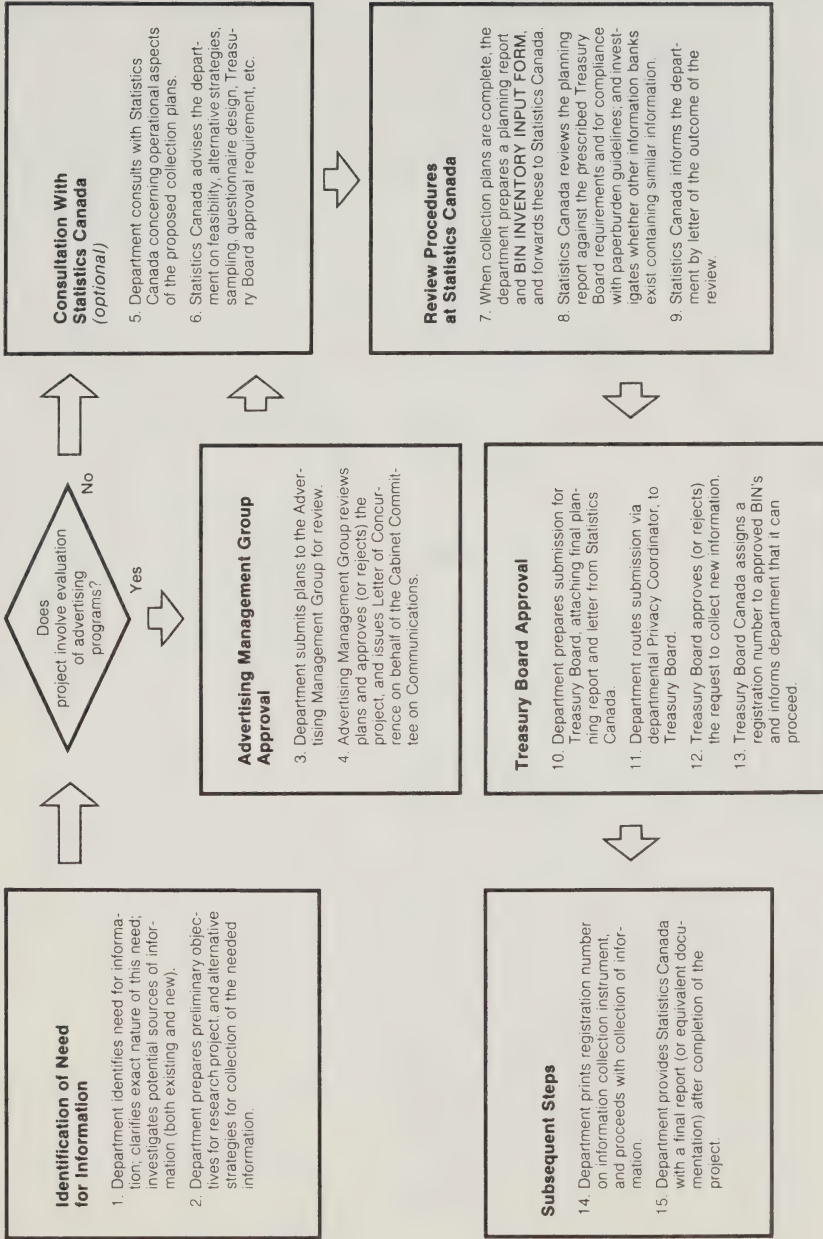 Identification of Need
for Information
1. Department identifies need for informa-
tion; clarifies exact nature of this need;
investigates potential sources of infor-
mation (both existing and new).
2. Department prepares preliminary objec-
tives for research project, and alternative
strategies for collection of the needed
information.
Does
project involve evaluation
of advertising
programs?
No
Yes
Advertising Management Group
Approval
3. Department submits plans to the Adver-
tising Management Group for review.
4. Advertising Management Group reviews
plans and approves (or rejects) the
project, and issues Letter of Concur-
rence on behalf of the Cabinet Commit-
tee on Communications.
Consultation With
Statistics Canada
(optional)
5. Department consults with Statistics
Canada concerning operational aspects
of the proposed collection plans.
6. Statistics Canada advises the depart-
ment on feasibility, alternative strategies,
sampling, questionnaire design, Treasu-
ry Board approval requirement, etc.
Review Procedures
at Statistics Canada
7. When collection plans are complete, the
department prepares a planning report
and BIN INVENTORY INPUT FORM,
and forwards these to Statistics Canada.
8. Statistics Canada reviews the planning
report against the prescribed Treasury
Board requirements and for compliance
with paperburden guidelines; and invest-
igates whether other information banks
exist containing similar information.
9. Statistics Canada informs the depart-
ment by letter of the outcome of the
review.
Treasury Board Approval
10. Department prepares submission for
Treasury Board, attaching final plan-
ning report and letter from Statistics
Canada.
11. Department routes submission via
departmental Privacy Coordinator, to
Treasury Board.
12. Treasury Board approves (or rejects)
the request to collect new information.
13. Treasury Board Canada assigns a
registration number to approved BIN's
and informs department that it can
proceed.
Subsequent Steps
14. Department prints registration number
on information collection instrument,
and proceeds with collection of infor-
mation.
15. Department provides Statistics Canada
with a final report (or equivalent docu-
mentation) after completion of the
project.